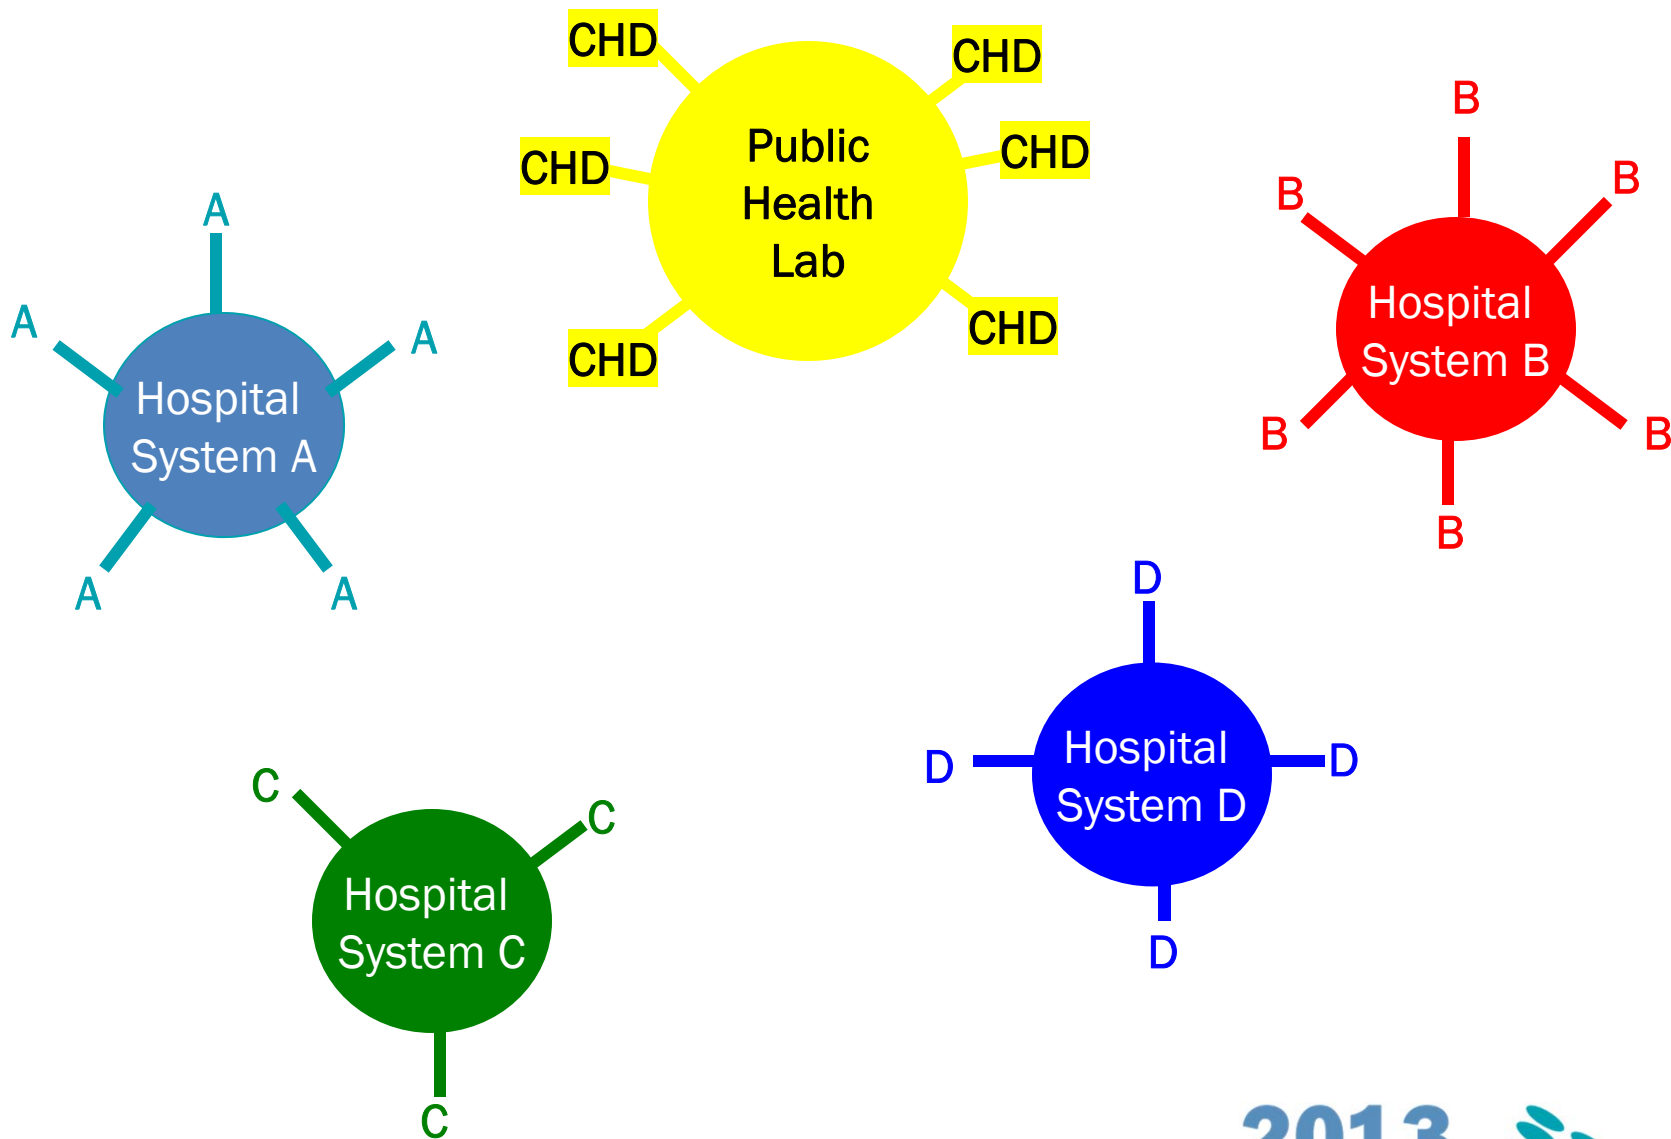 CHD
CHD
CHD
CHD
CHD
CHD
Public
Health
Lab
B
B
B
B
B
B
Hospital
System B
A
A
A
A
A
Hospital
System A
D
D
D
D
Hospital
System D
C
C
C
Hospital
System C
2013